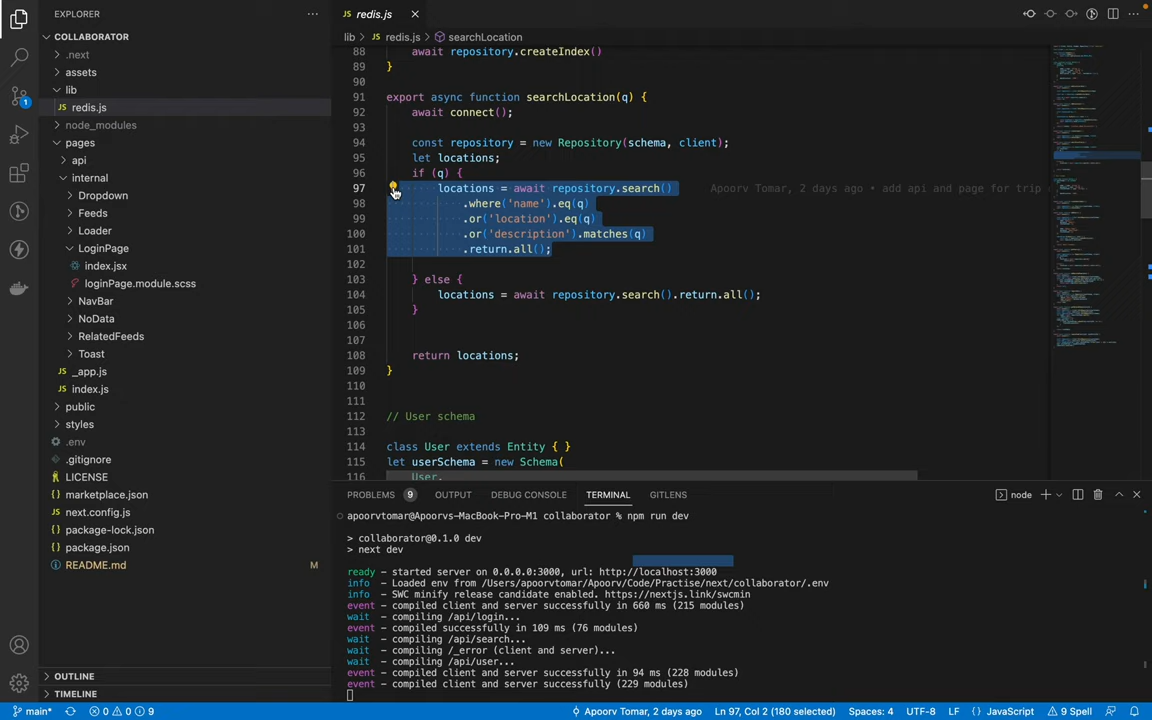 EXPLORER
COLLABORATOR
.next
assets
lib
JS redis.js
node_modules
pages
api
internal
Dropdown
Feeds
Loader
LoginPage
index.jsx
loginPage.module.scss
NavBar
NoData
RelatedFeeds
Toast
JS _app.js
JS index.js
public
styles
.env
.gitignore
LICENSE
marketplace.json
JS next.config.js
package-lock.json
package.json
README.md M
OUTLINE
TIMELINE
JS redis.js
lib > JS redis.js > searchLocation
88 await repository.createIndex()
89 }
90
91 export async function searchLocation(q) {
92 await connect();
93
94 const repository = new Repository(schema, client);
95 let locations;
96 if (q) {
97 locations = await repository.search() Apoorv Tomar, 2 days ago • add api and page for trip
98 .where('name').eq(q)
99 .or('location').eq(q)
100 .or('description').matches(q)
101 .return.all();
102
103 } else {
104 locations = await repository.search().return.all();
105 }
106
107
108 return locations;
109 }
110
111
112 // User schema
113
114 class User extends Entity { }
115 let userSchema = new Schema(
116 User,
PROBLEMS 9 OUTPUT DEBUG CONSOLE TERMINAL GITLENS node
apoorvtomar@Apoorvs-MacBook-Pro-M1 collaborator % npm run dev
> collaborator@0.1.0 dev
> next dev
ready - started server on 0.0.0.0:3000, url: http://localhost:3000
info - Loaded env from /Users/apoorvtomar/Apoorv/Code/Practise/next/collaborator/.env
info - SWC minify release candidate enabled. https://nextjs.link/swcmin
event - compiled client and server successfully in 660 ms (215 modules)
wait - compiling /api/login...
event - compiled successfully in 109 ms (76 modules)
wait - compiling /api/search...
wait - compiling /_error (client and server)...
wait - compiling /api/user...
event - compiled client and server successfully in 94 ms (228 modules)
event - compiled client and server successfully (229 modules)
main* 0 0 9 Apoorv Tomar, 2 days ago Ln 97, Col 2 (180 selected) Spaces: 4 UTF-8 LF {} JavaScript 9 Spell